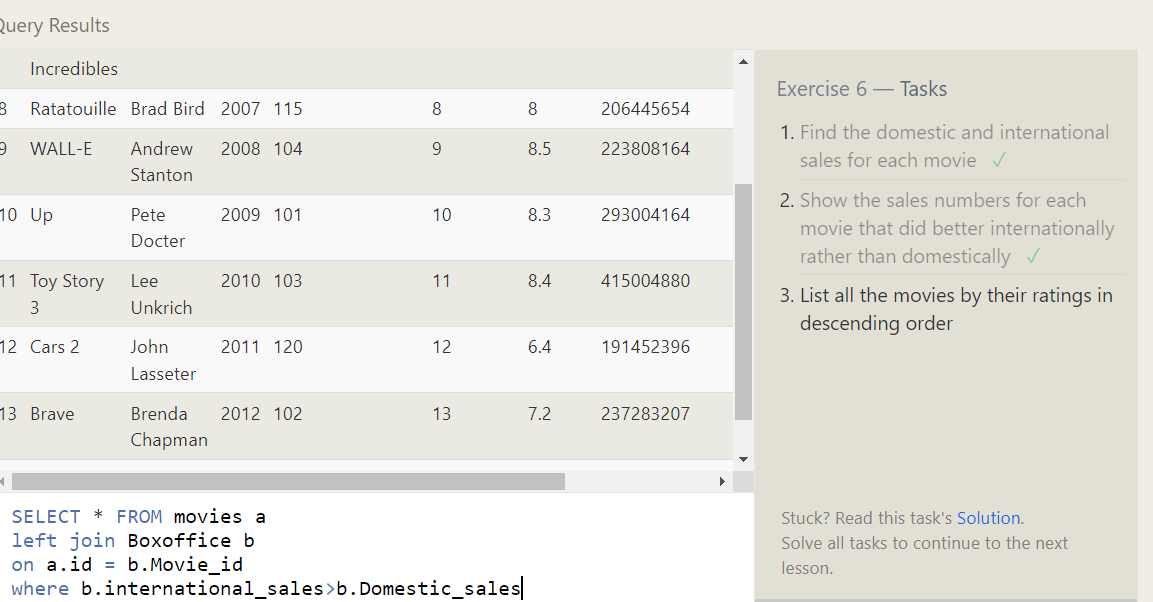 Query Results
Incredibles
8 Ratatouille Brad Bird 2007 115 8 8 206445654
9 WALL-E Andrew Stanton 2008 104 9 8.5 223808164
10 Up Pete Docter 2009 101 10 8.3 293004164
11 Toy Story 3 Lee Unkrich 2010 103 11 8.4 415004880
12 Cars 2 John Lasseter 2011 120 12 6.4 191452396
13 Brave Brenda Chapman 2012 102 13 7.2 237283207
SELECT * FROM movies a
left join Boxoffice b
on a.id = b.Movie_id
where b.international_sales>b.Domestic_sales
Exercise 6 — Tasks
1. Find the domestic and international
sales for each movie ✓
2. Show the sales numbers for each
movie that did better internationally
rather than domestically ✓
3. List all the movies by their ratings in
descending order
Stuck? Read this task's Solution.
Solve all tasks to continue to the next
lesson.